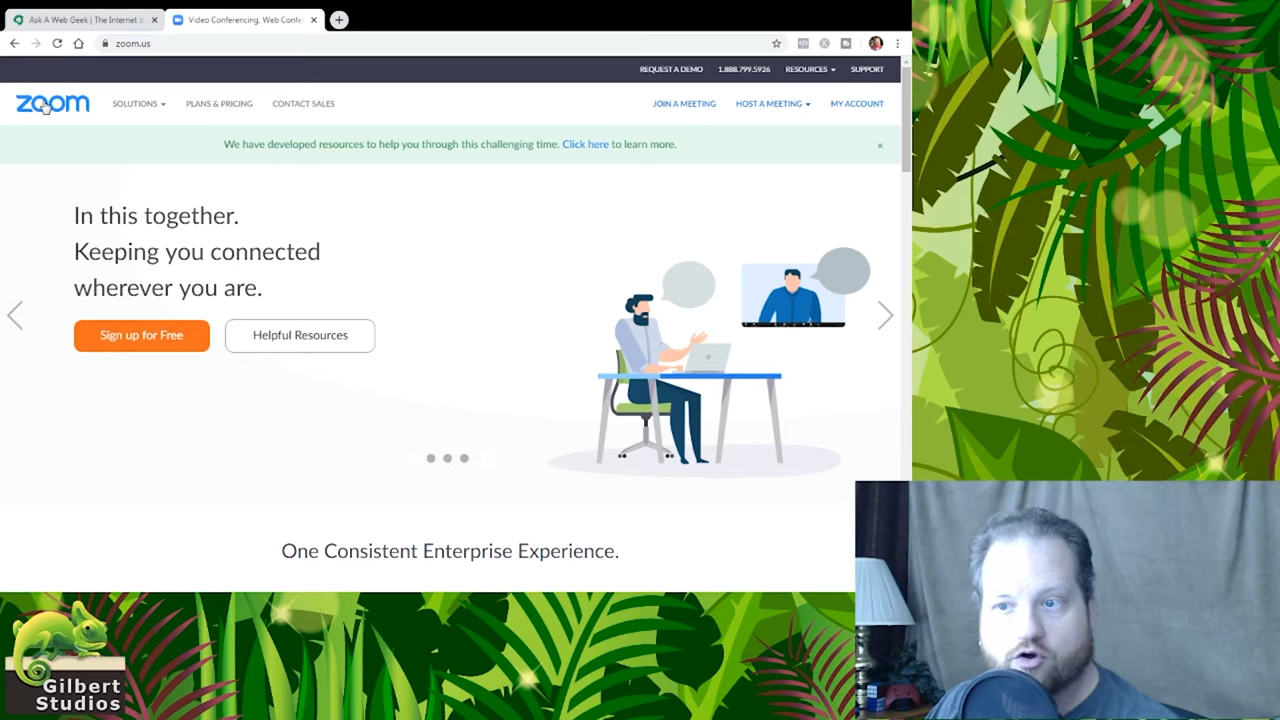 Ask A Web Geek | The Internet is
Video Conferencing, Web Confe
zoom.us
REQUEST A DEMO 1.888.799.5926 RESOURCES SUPPORT
zoom SOLUTIONS PLANS & PRICING CONTACT SALES JOIN A MEETING HOST A MEETING MY ACCOUNT
We have developed resources to help you through this challenging time. Click here to learn more.
In this together.
Keeping you connected
wherever you are.
Sign up for Free
Helpful Resources
One Consistent Enterprise Experience.
Gilbert
Studios